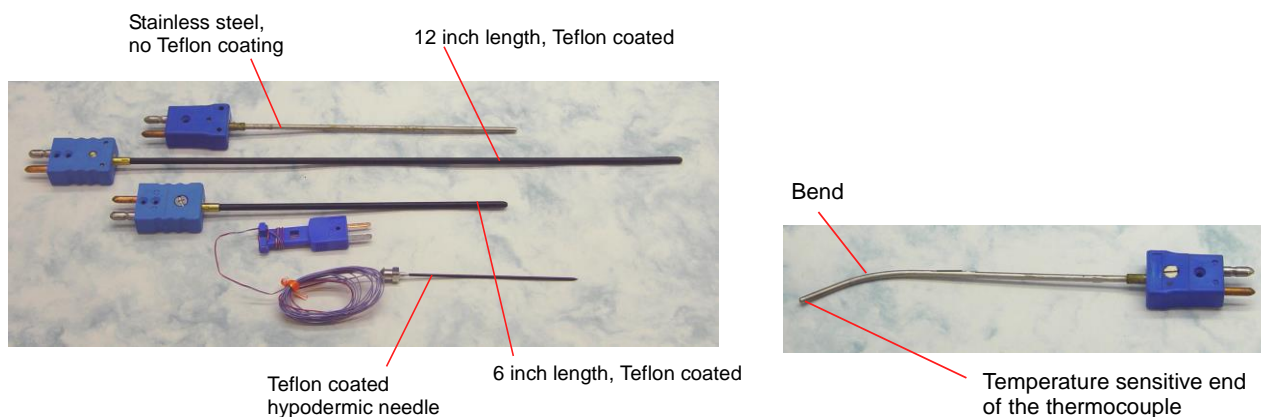 Stainless steel,
no Teflon coating
12 inch length, Teflon coated
Teflon coated
hypodermic needle
6 inch length, Teflon coated
Bend
Temperature sensitive end
of the thermocouple